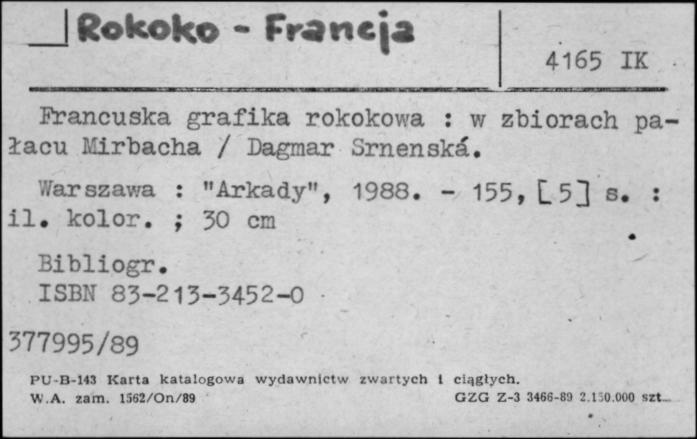 Rokoko - Francja
4165 IK
Francuska grafika rokokowa : w zbiorach pa-
łacu Mirbacha / Dagmar Srnenská.
Warszawa : "Arkady", 1988. - 155, [5] s. :
il. kolor. ; 30 cm
Bibliogr.
ISBN 83-213-3452-0
377995/89
PU-B-143 Karta katalogowa wydawnictw zwartych i ciągłych.
W.A. zam. 1562/On/89 GZG Z-3 3466-89 2.150.000 szt.